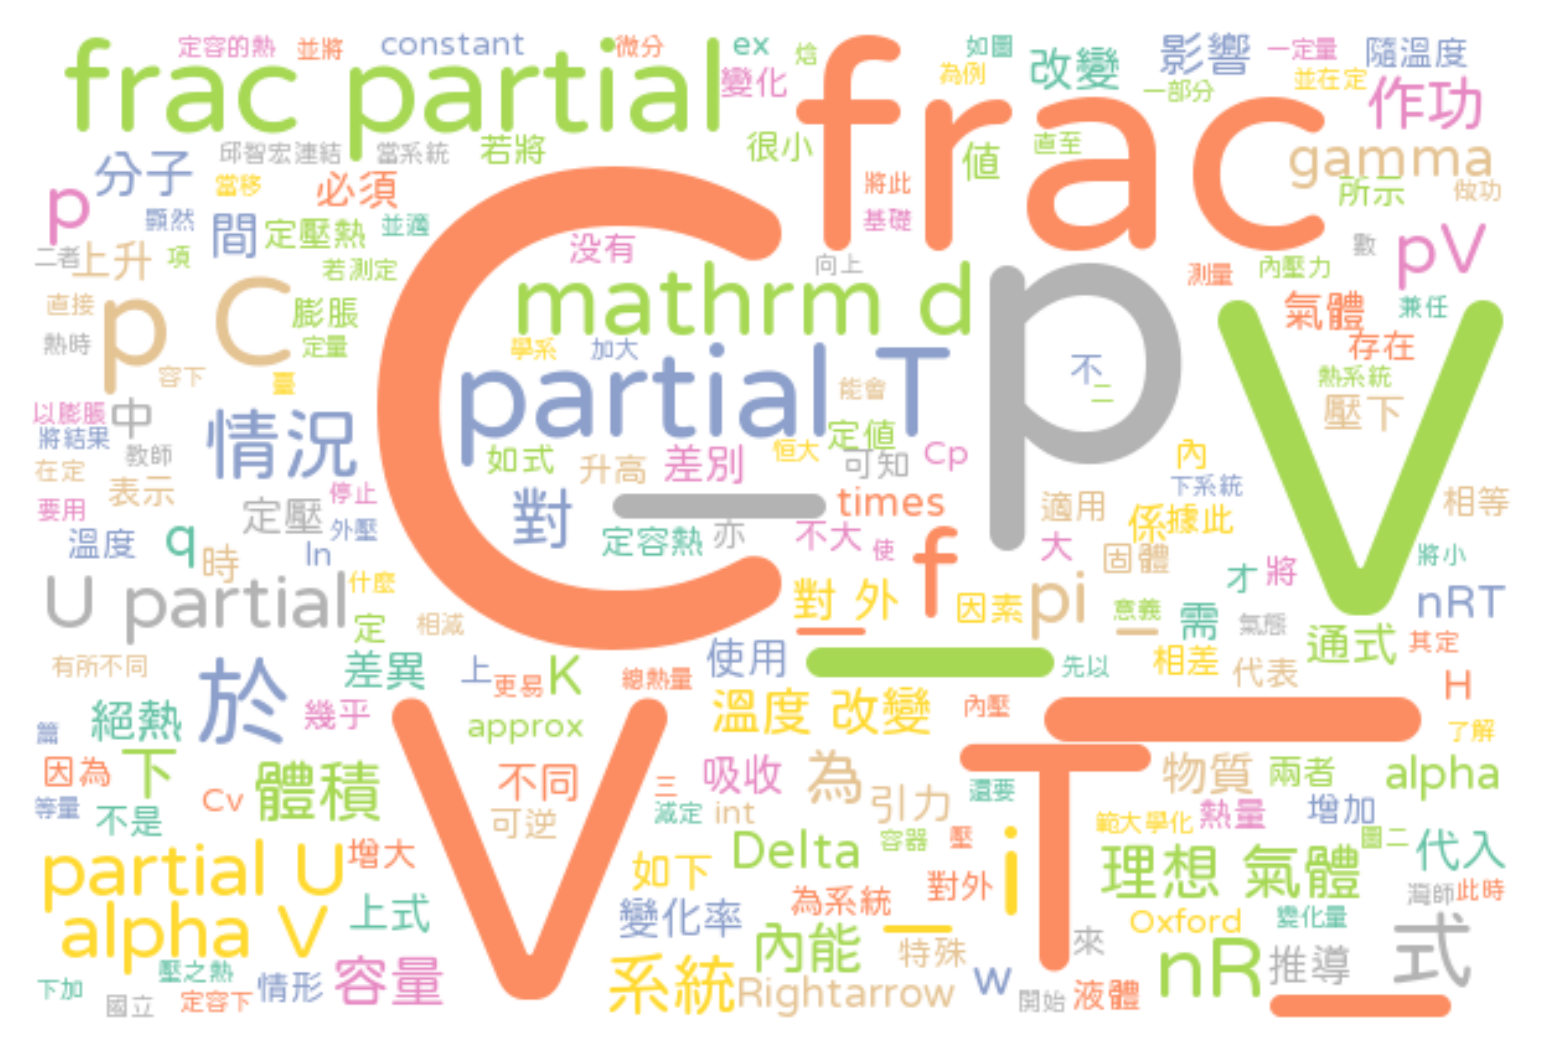 定容的熱 並將 constant 微分 ex 焓 如圖 影響 一定量 隨溫度
frac partial 變化 frac 為例 改變 一部分 並在定 作功
邱智宏連結 當系統 若將 很小 值 直至 gamma
分子 當移 必須 將此 所示 做功
p 顯然 間 定壓熱 並適 C 没有 基礎 數 pV
二者 上升 項 若測定 向上 p 測量 內壓力
直接 p C 膨脹 mathrm d V 氣體 兼任
熱時 容下 定量 學系 加大 不 二 存在
臺 partial T 能會 熱系統
以膨脹 中 情況 定值 壓下
將結果 教師 如式 升高 差別 恒大 可知 Cp 內
在定 表示 停止 下系統
要用 定壓 外壓 對 _ times 適用 係 據此 相等
溫度 q 時 ln 定容熱 亦 不大 使 f 大 固體 將小
U partial 什麼 對_外 因素 pi 意義_ 才 將 nRT
定 相減 需 氣態 通式 其定
有所不同 差異 上 更易 K 總熱量 使用 _ 先以 相差 代表 H
絕熱 於 幾乎 approx 溫度 改變 內壓 _ 了解
篇 因為 下 體積 V 不同 三 吸收 為 引力 還要 T 物質 兩者 alpha
等量 不是 Cv 可逆 減定 int 範大學化 熱量 增加
partial U 增大 如下 Delta 容器 壓 _i 理想 氣體 圖二 代入
alpha V 上式 變化率 為系統 對外 Oxford 變化量 灣師 此時
壓之熱 內能 特殊 來 nR 推導 式
下加 國立 定容下 情形 容量 系統 Rightarrow w 開始 液體 _